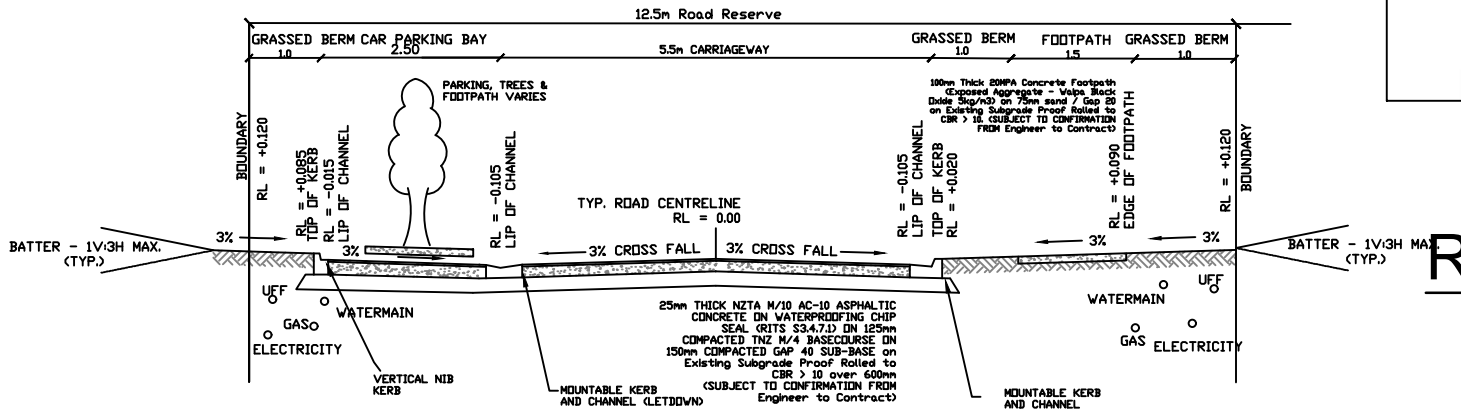 12.5m Road Reserve
GRASSED BERM
CAR PARKING BAY
GRASSED BERM
FOOTPATH
GRASSED BERM
1.0
2.50
5.5m CARRIAGEWAY
1.0
1.5
1.0
PARKING, TREES &
FOOTPATH VARIES
100mm Thick 20MPA Concrete Footpath
(Exposed Aggregate - Waipa Black
Oxide 5kg/m3) on 75mm sand / Gap 20
on Existing Subgrade Proof Rolled to
CBR > 10. (SUBJECT TO CONFIRMATION
FROM Engineer to Contract)
BOUNDARY
RL = +0.120
RL = +0.085
TOP OF KERB
RL = -0.015
LIP OF CHANNEL
RL = -0.105
LIP OF CHANNEL
TYP. ROAD CENTRELINE
RL = 0.00
RL = -0.105
LIP OF CHANNEL
TOP OF KERB
RL = +0.020
RL = +0.090
EDGE OF FOOTPATH
RL = +0.120
BOUNDARY
BATTER - 1V:3H MAX.
(TYP.)
3%
3%
3% CROSS FALL
3% CROSS FALL
3%
3%
BATTER - 1V:3H MAX.
(TYP.)
R
UFF
WATERMAIN
GAS
ELECTRICITY
WATERMAIN
UFF
GAS
ELECTRICITY
25mm THICK NZTA M/10 AC-10 ASPHALTIC
CONCRETE ON WATERPROOFING CHIP
SEAL (RITS S3.4.7.1) ON 125mm
COMPACTED TNZ M/4 BASECOURSE ON
150mm COMPACTED GAP 40 SUB-BASE on
Existing Subgrade Proof Rolled to
CBR > 10 over 600mm
(SUBJECT TO CONFIRMATION FROM
Engineer to Contract)
VERTICAL NIB
KERB
MOUNTABLE KERB
AND CHANNEL (LETDOWN)
MOUNTABLE KERB
AND CHANNEL